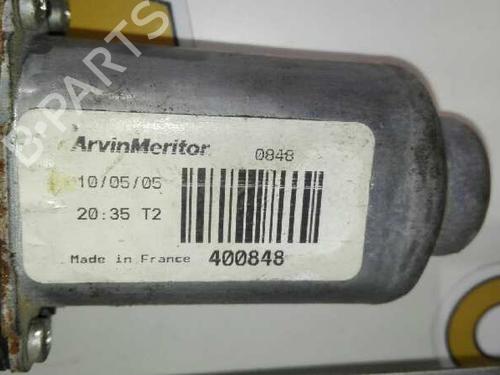 ArvinMeritor 0848
10/05/05
20:35 T2
Made in France 400848
B-PARTS